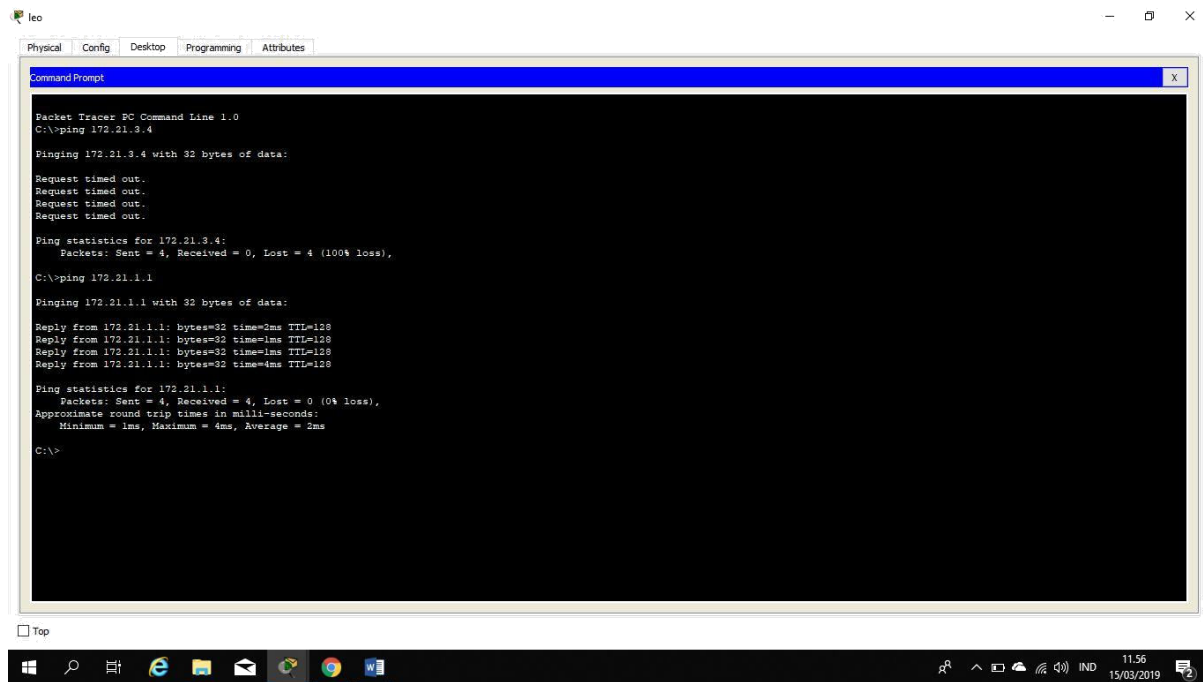 leo
Physical Config Desktop Programming Attributes
Command Prompt
X
Packet Tracer PC Command Line 1.0
C:\>ping 172.21.3.4
Pinging 172.21.3.4 with 32 bytes of data:
Request timed out.
Request timed out.
Request timed out.
Request timed out.
Ping statistics for 172.21.3.4:
Packets: Sent = 4, Received = 0, Lost = 4 (100% loss),
C:\>ping 172.21.1.1
Pinging 172.21.1.1 with 32 bytes of data:
Reply from 172.21.1.1: bytes=32 time=2ms TTL=128
Reply from 172.21.1.1: bytes=32 time=1ms TTL=128
Reply from 172.21.1.1: bytes=32 time=1ms TTL=128
Reply from 172.21.1.1: bytes=32 time=4ms TTL=128
Ping statistics for 172.21.1.1:
Packets: Sent = 4, Received = 4, Lost = 0 (0% loss),
Approximate round trip times in milli-seconds:
Minimum = 1ms, Maximum = 4ms, Average = 2ms
C:\>
Top
IND
11.56
15/03/2019
2